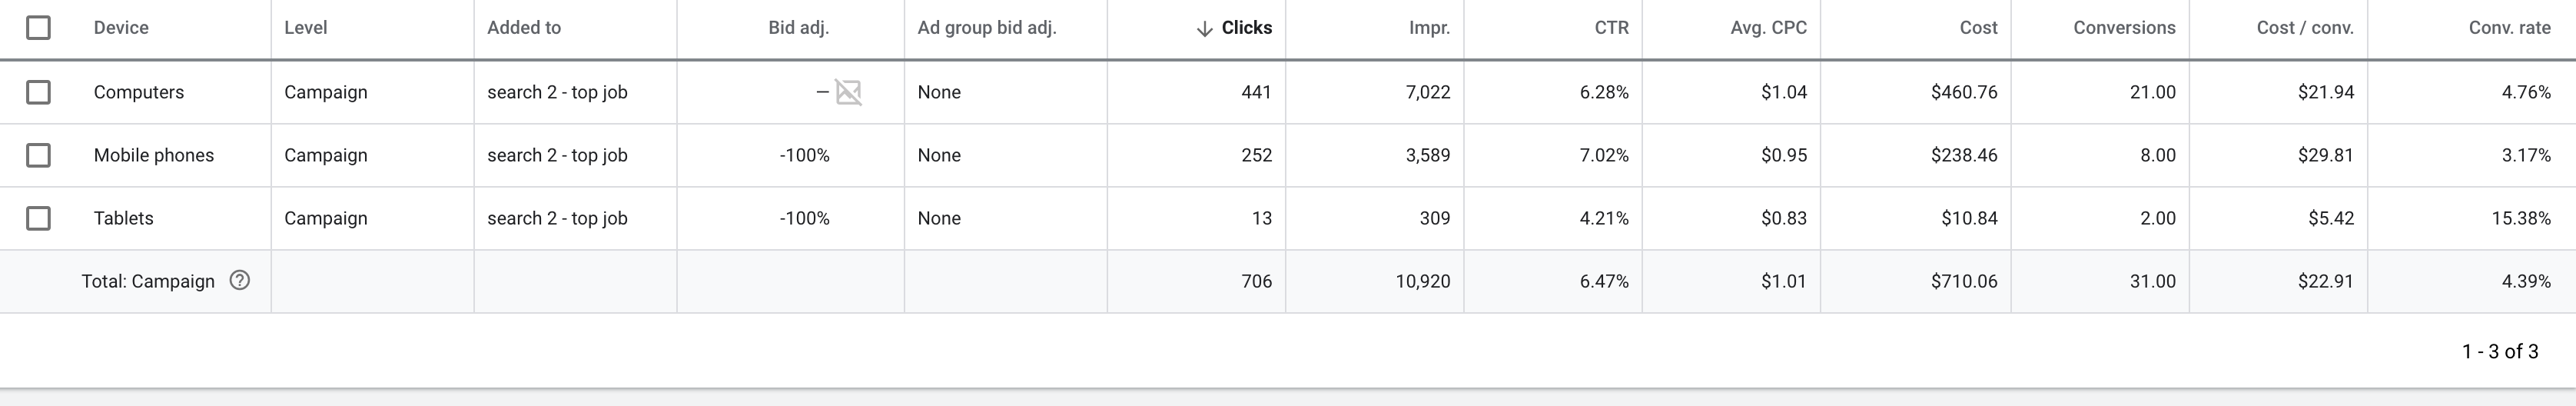 Device Level Added to Bid adj. Ad group bid adj. Clicks Impr. CTR Avg. CPC Cost Conversions Cost / conv. Conv. rate
Computers Campaign search 2 - top job – None 441 7,022 6.28% $1.04 $460.76 21.00 $21.94 4.76%
Mobile phones Campaign search 2 - top job -100% None 252 3,589 7.02% $0.95 $238.46 8.00 $29.81 3.17%
Tablets Campaign search 2 - top job -100% None 13 309 4.21% $0.83 $10.84 2.00 $5.42 15.38%
Total: Campaign 706 10,920 6.47% $1.01 $710.06 31.00 $22.91 4.39%
1 - 3 of 3